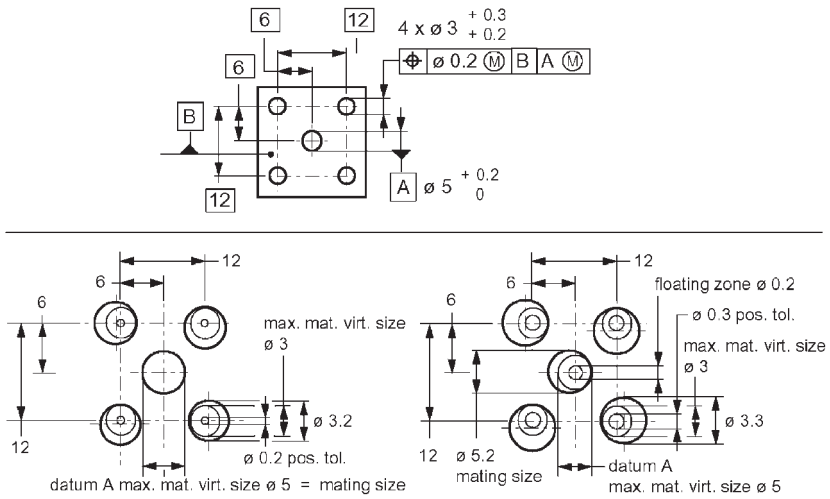 6
12
4 x ø 3 + 0.3
+ 0.2
⌖ ø 0.2 Ⓜ B A Ⓜ
6
B
12
A ø 5 + 0.2
0
12
6
6
max. mat. virt. size
ø 3
ø 3.2
12
ø 0.2 pos. tol.
datum A max. mat. virt. size ø 5 = mating size
12
6
floating zone ø 0.2
6
ø 0.3 pos. tol.
max. mat. virt. size
ø 3
ø 3.3
12
ø 5.2
mating size
datum A
max. mat. virt. size ø 5